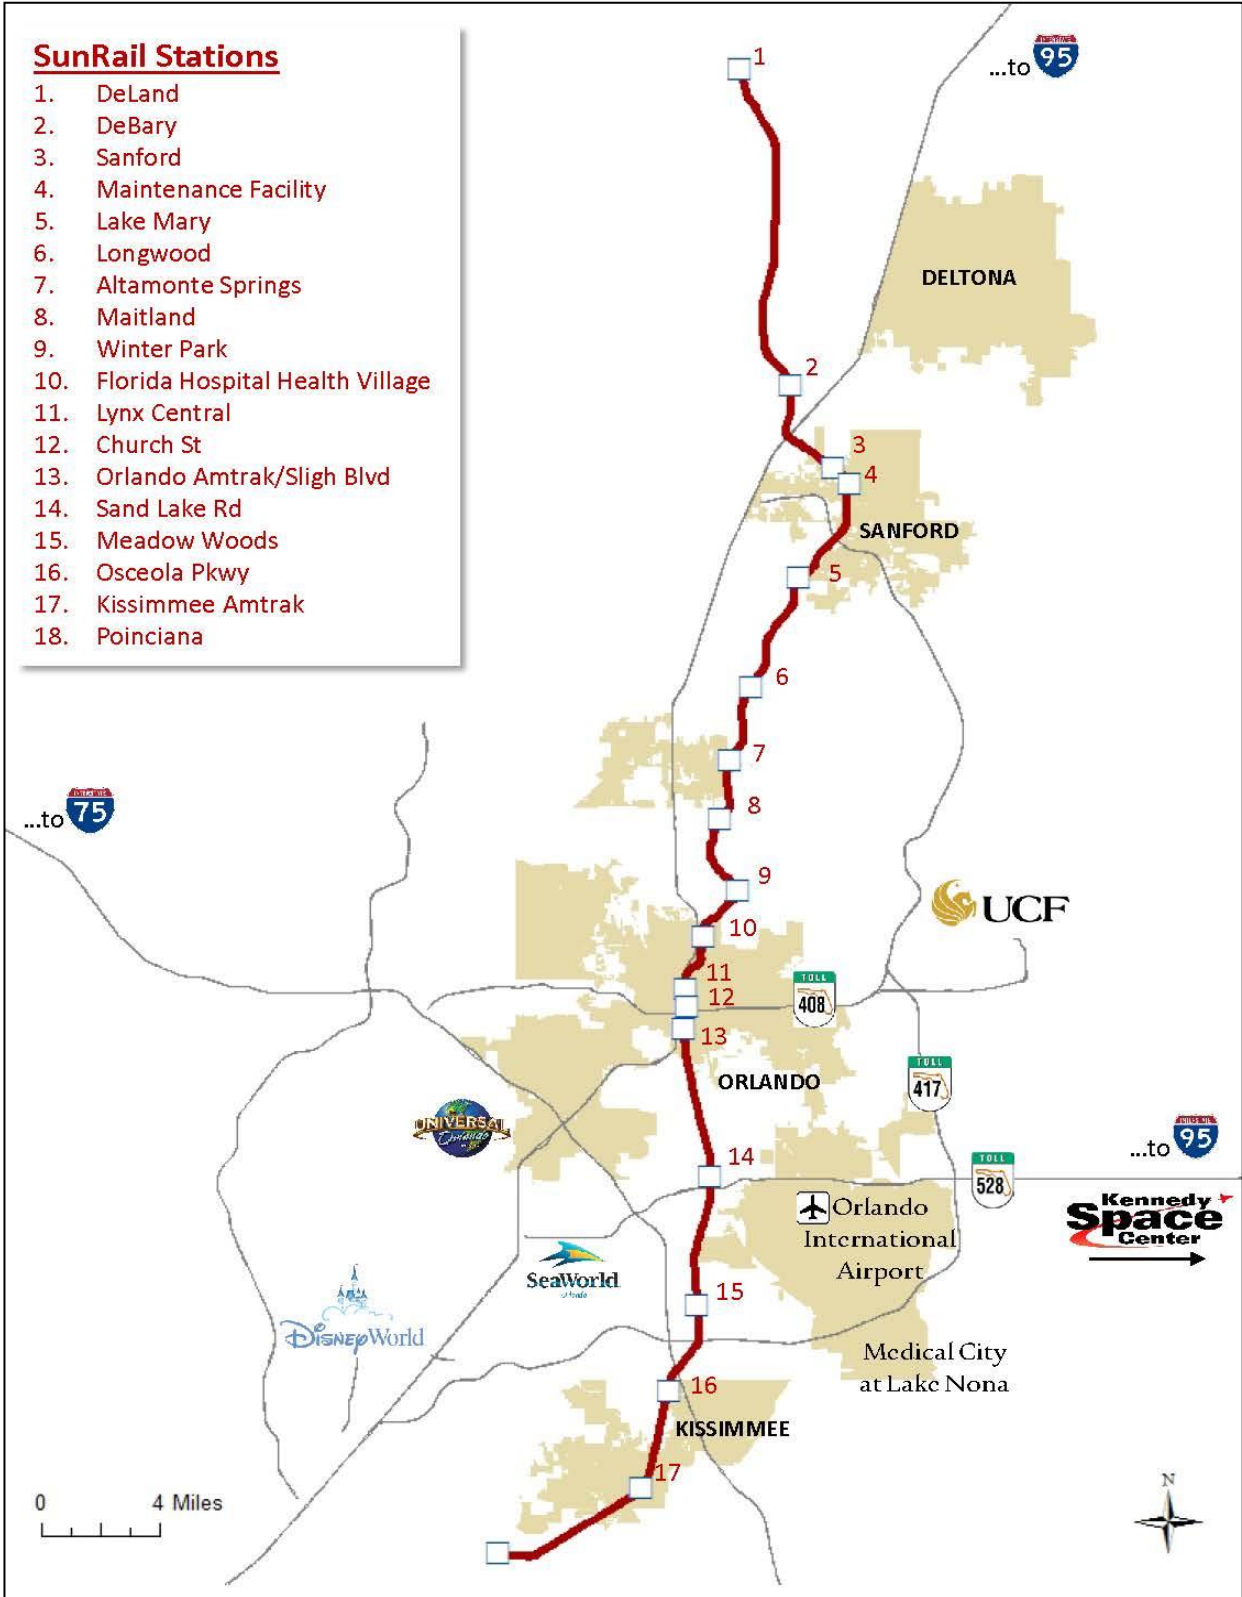 SunRail Stations
1. DeLand
2. DeBary
3. Sanford
4. Maintenance Facility
5. Lake Mary
6. Longwood
7. Altamonte Springs
8. Maitland
9. Winter Park
10. Florida Hospital Health Village
11. Lynx Central
12. Church St
13. Orlando Amtrak/Sligh Blvd
14. Sand Lake Rd
15. Meadow Woods
16. Osceola Pkwy
17. Kissimmee Amtrak
18. Poinciana
1
...to 95
DELTONA
2
3
4
SANFORD
5
6
7
8
...to 75
9
UCF
10
11
12
TOLL
408
13
ORLANDO
TOLL
417
UNIVERSAL
Orlando
...to 95
14
TOLL
528
Kennedy
Space
Center
Orlando
International
Airport
SeaWorld
15
DisneyWorld
Medical City
at Lake Nona
16
KISSIMMEE
17
N
0 4 Miles